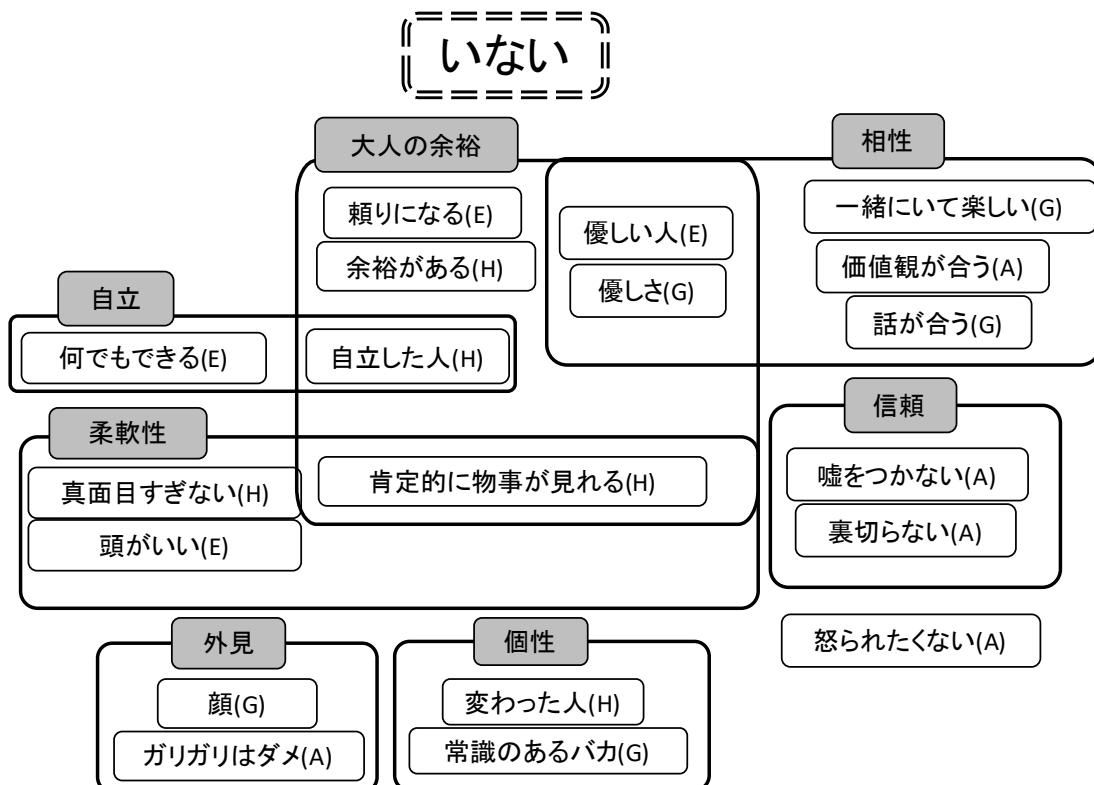 いない
大人の余裕
頼りになる(E)
余裕がある(H)
優しい人(E)
優しさ(G)
相性
一緒にいて楽しい(G)
価値観が合う(A)
話が合う(G)
自立
何でもできる(E)
自立した人(H)
柔軟性
真面目すぎない(H)
頭がいい(E)
肯定的に物事が見れる(H)
信頼
嘘をつかない(A)
裏切らない(A)
怒られたくない(A)
外見
顔(G)
ガリガリはダメ(A)
個性
変わった人(H)
常識のあるバカ(G)